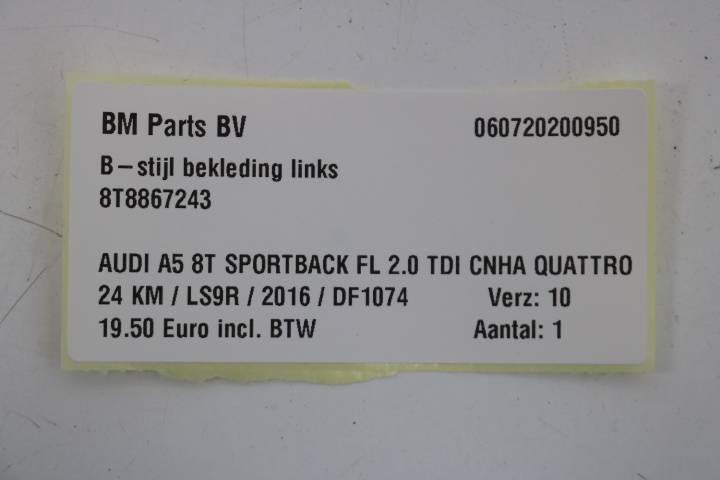 BM Parts BV 060720200950
B-stijl bekleding links
8T8867243
AUDI A5 8T SPORTBACK FL 2.0 TDI CNHA QUATTRO
24 KM / LS9R / 2016 / DF1074 Verz: 10
19.50 Euro incl. BTW Aantal: 1